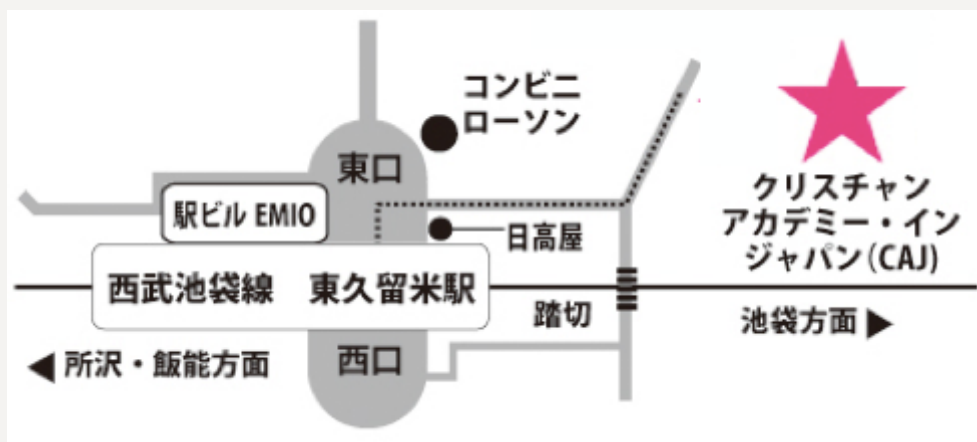 コンビニ
ローソン
東口
駅ビル EMIO
日高屋
クリスチャン
アカデミー・イン
ジャパン(CAJ)
西武池袋線　東久留米駅
踏切
池袋方面 ▶
◀ 所沢・飯能方面
西口